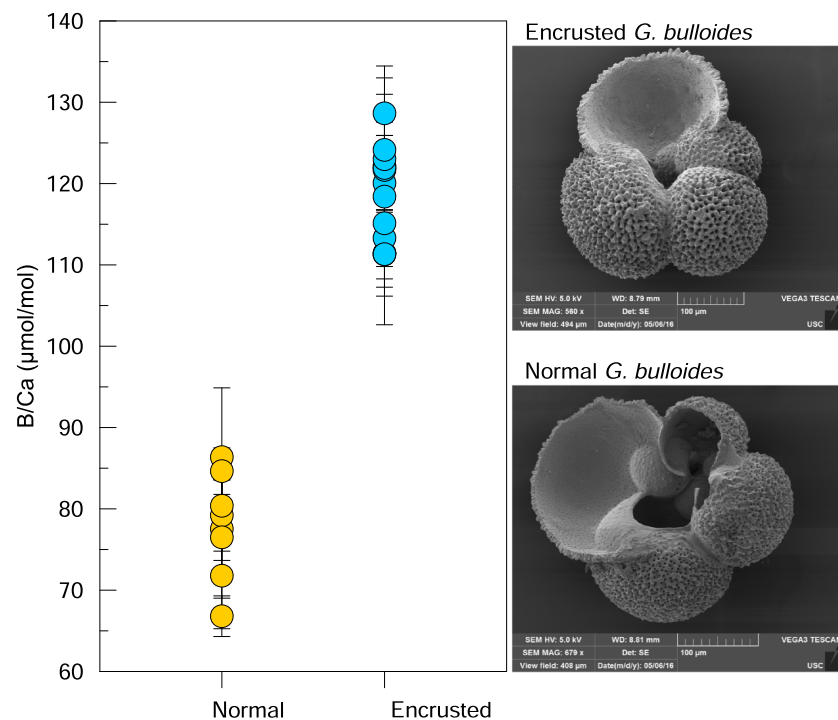 140
130
120
110
100
90
80
70
60
B/Ca (µmol/mol)
Normal
Encrusted
Encrusted G. bulloides
SEM HV: 5.0 kV WD: 8.79 mm VEGA3 TESCAN
SEM MAG: 560 x Det: SE 100 µm
View field: 494 µm Date(m/d/y): 05/06/16 USC
Normal G. bulloides
SEM HV: 5.0 kV WD: 8.81 mm VEGA3 TESCAN
SEM MAG: 679 x Det: SE 100 µm
View field: 408 µm Date(m/d/y): 05/06/16 USC